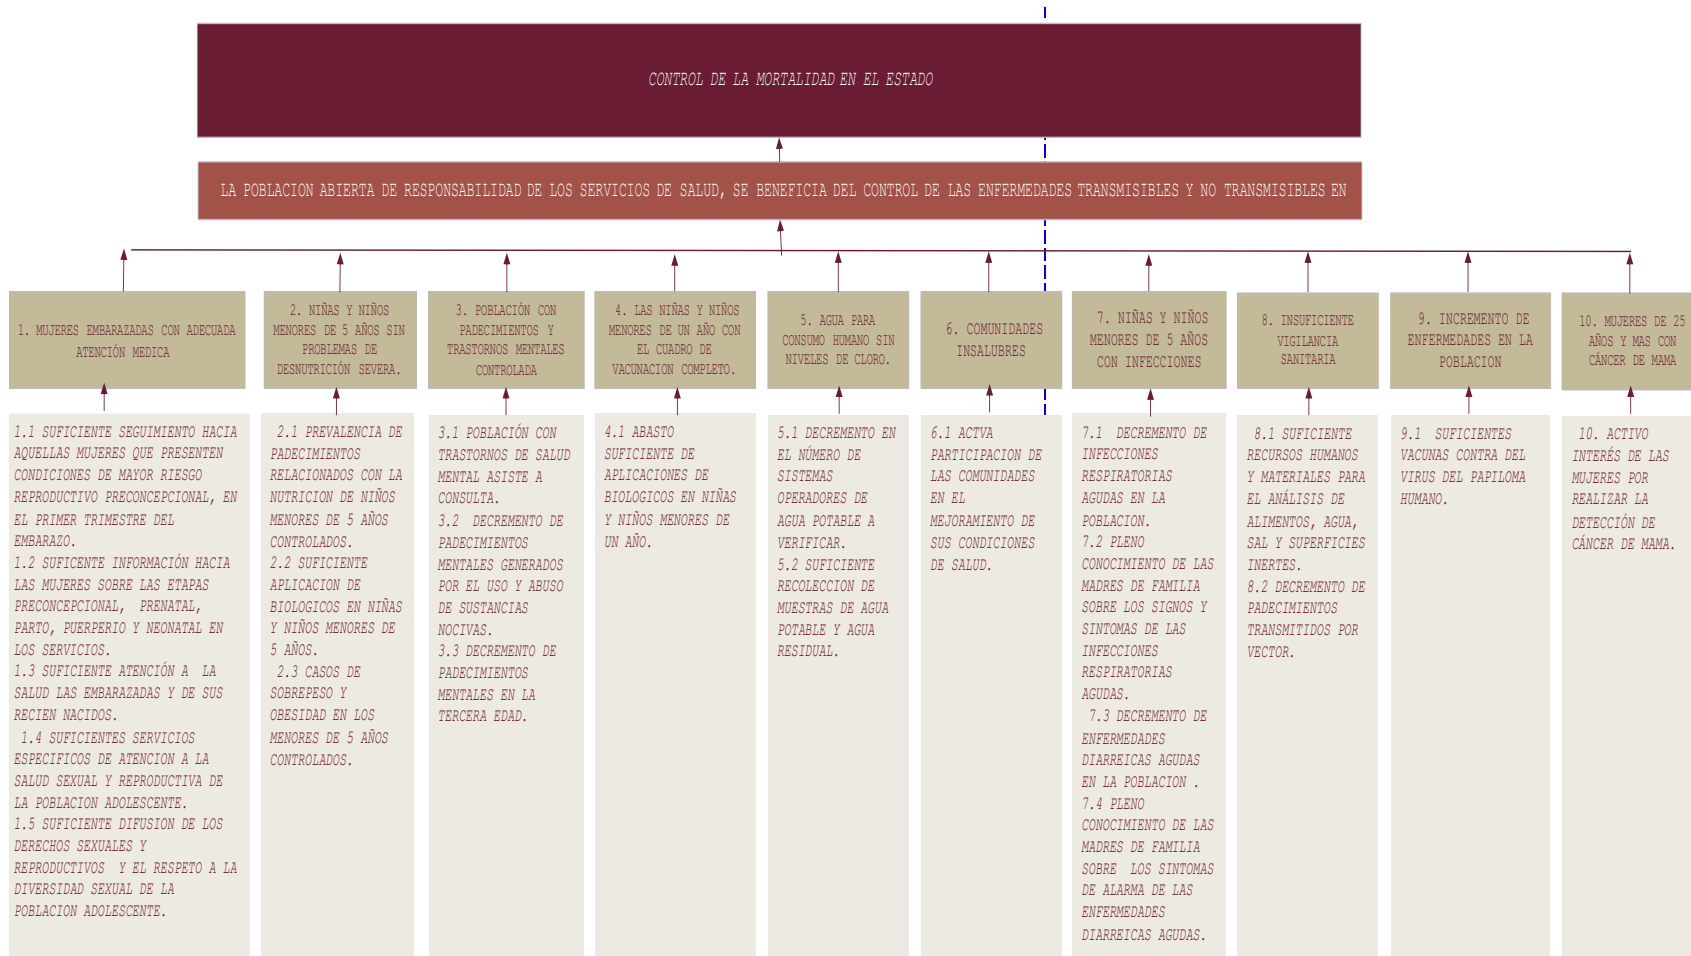 CONTROL DE LA MORTALIDAD EN EL ESTADO
LA POBLACION ABIERTA DE RESPONSABILIDAD DE LOS SERVICIOS DE SALUD, SE BENEFICIA DEL CONTROL DE LAS ENFERMEDADES TRANSMISIBLES Y NO TRANSMISIBLES EN
1. MUJERES EMBARAZADAS CON ADECUADA
ATENCIÓN MEDICA
2. NIÑAS Y NIÑOS
MENORES DE 5 AÑOS SIN
PROBLEMAS DE
DESNUTRICIÓN SEVERA.
3. POBLACIÓN CON
PADECIMIENTOS Y
TRASTORNOS MENTALES
CONTROLADA
4. LAS NIÑAS Y NIÑOS
MENORES DE UN AÑO CON
EL CUADRO DE
VACUNACION COMPLETO.
5. AGUA PARA
CONSUMO HUMANO SIN
NIVELES DE CLORO.
6. COMUNIDADES
INSALUBRES
7. NIÑAS Y NIÑOS
MENORES DE 5 AÑOS
CON INFECCIONES
8. INSUFICIENTE
VIGILANCIA
SANITARIA
9. INCREMENTO DE
ENFERMEDADES EN LA
POBLACION
10. MUJERES DE 25
AÑOS Y MAS CON
CÁNCER DE MAMA
1.1 SUFICIENTE SEGUIMIENTO HACIA
AQUELLAS MUJERES QUE PRESENTEN
CONDICIONES DE MAYOR RIESGO
REPRODUCTIVO PRECONCEPCIONAL, EN
EL PRIMER TRIMESTRE DEL
EMBARAZO.
1.2 SUFICENTE INFORMACIÓN HACIA
LAS MUJERES SOBRE LAS ETAPAS
PRECONCEPCIONAL, PRENATAL,
PARTO, PUERPERIO Y NEONATAL EN
LOS SERVICIOS.
1.3 SUFICIENTE ATENCIÓN A LA
SALUD LAS EMBARAZADAS Y DE SUS
RECIEN NACIDOS.
1.4 SUFICIENTES SERVICIOS
ESPECIFICOS DE ATENCION A LA
SALUD SEXUAL Y REPRODUCTIVA DE
LA POBLACION ADOLESCENTE.
1.5 SUFICIENTE DIFUSION DE LOS
DERECHOS SEXUALES Y
REPRODUCTIVOS Y EL RESPETO A LA
DIVERSIDAD SEXUAL DE LA
POBLACION ADOLESCENTE.
2.1 PREVALENCIA DE
PADECIMIENTOS
RELACIONADOS CON LA
NUTRICION DE NIÑOS
MENORES DE 5 AÑOS
CONTROLADOS.
2.2 SUFICIENTE
APLICACION DE
BIOLOGICOS EN NIÑAS
Y NIÑOS MENORES DE
5 AÑOS.
2.3 CASOS DE
SOBREPESO Y
OBESIDAD EN LOS
MENORES DE 5 AÑOS
CONTROLADOS.
3.1 POBLACIÓN CON
TRASTORNOS DE SALUD
MENTAL ASISTE A
CONSULTA.
3.2 DECREMENTO DE
PADECIMIENTOS
MENTALES GENERADOS
POR EL USO Y ABUSO
DE SUSTANCIAS
NOCIVAS.
3.3 DECREMENTO DE
PADECIMIENTOS
MENTALES EN LA
TERCERA EDAD.
4.1 ABASTO
SUFICIENTE DE
APLICACIONES DE
BIOLOGICOS EN NIÑAS
Y NIÑOS MENORES DE
UN AÑO.
5.1 DECREMENTO EN
EL NÚMERO DE
SISTEMAS
OPERADORES DE
AGUA POTABLE A
VERIFICAR.
5.2 SUFICIENTE
RECOLECCION DE
MUESTRAS DE AGUA
POTABLE Y AGUA
RESIDUAL.
6.1 ACTVA
PARTICIPACION DE
LAS COMUNIDADES
EN EL
MEJORAMIENTO DE
SUS CONDICIONES
DE SALUD.
7.1 DECREMENTO DE
INFECCIONES
RESPIRATORIAS
AGUDAS EN LA
POBLACION.
7.2 PLENO
CONOCIMIENTO DE LAS
MADRES DE FAMILIA
SOBRE LOS SIGNOS Y
SINTOMAS DE LAS
INFECCIONES
RESPIRATORIAS
AGUDAS.
7.3 DECREMENTO DE
ENFERMEDADES
DIARREICAS AGUDAS
EN LA POBLACION .
7.4 PLENO
CONOCIMIENTO DE LAS
MADRES DE FAMILIA
SOBRE LOS SINTOMAS
DE ALARMA DE LAS
ENFERMEDADES
DIARREICAS AGUDAS.
8.1 SUFICIENTE
RECURSOS HUMANOS
Y MATERIALES PARA
EL ANÁLISIS DE
ALIMENTOS, AGUA,
SAL Y SUPERFICIES
INERTES.
8.2 DECREMENTO DE
PADECIMIENTOS
TRANSMITIDOS POR
VECTOR.
9.1 SUFICIENTES
VACUNAS CONTRA DEL
VIRUS DEL PAPILOMA
HUMANO.
10. ACTIVO
INTERÉS DE LAS
MUJERES POR
REALIZAR LA
DETECCIÓN DE
CÁNCER DE MAMA.